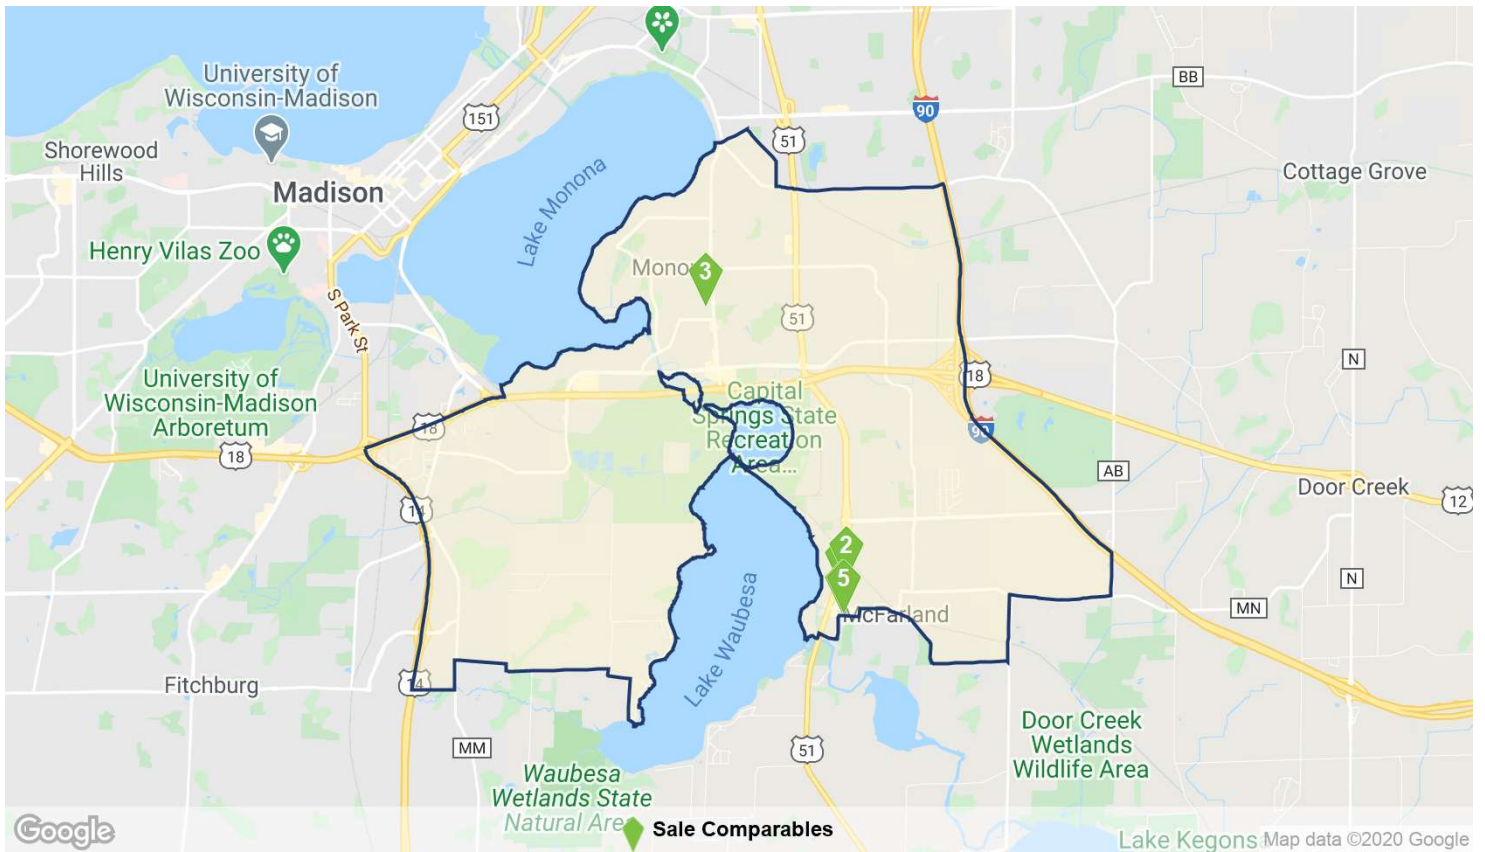 University of
Wisconsin-Madison
151
90
BB
51
Shorewood
Hills
Madison
Cottage Grove
Lake Monona
Henry Vilas Zoo
Mono
3
S Park St
51
N
University of
Wisconsin-Madison
Arboretum
18
Capital
Springs State
Recreation
Area...
18
90
18
AB
Door Creek
12
14
2
5
N
MN
McFarland
Lake Waubesa
Fitchburg
14
Door Creek
Wetlands
Wildlife Area
MM
51
Waubesa
Wetlands State
Natural Area
Google
Sale Comparables
Lake Kegons
Map data ©2020 Google